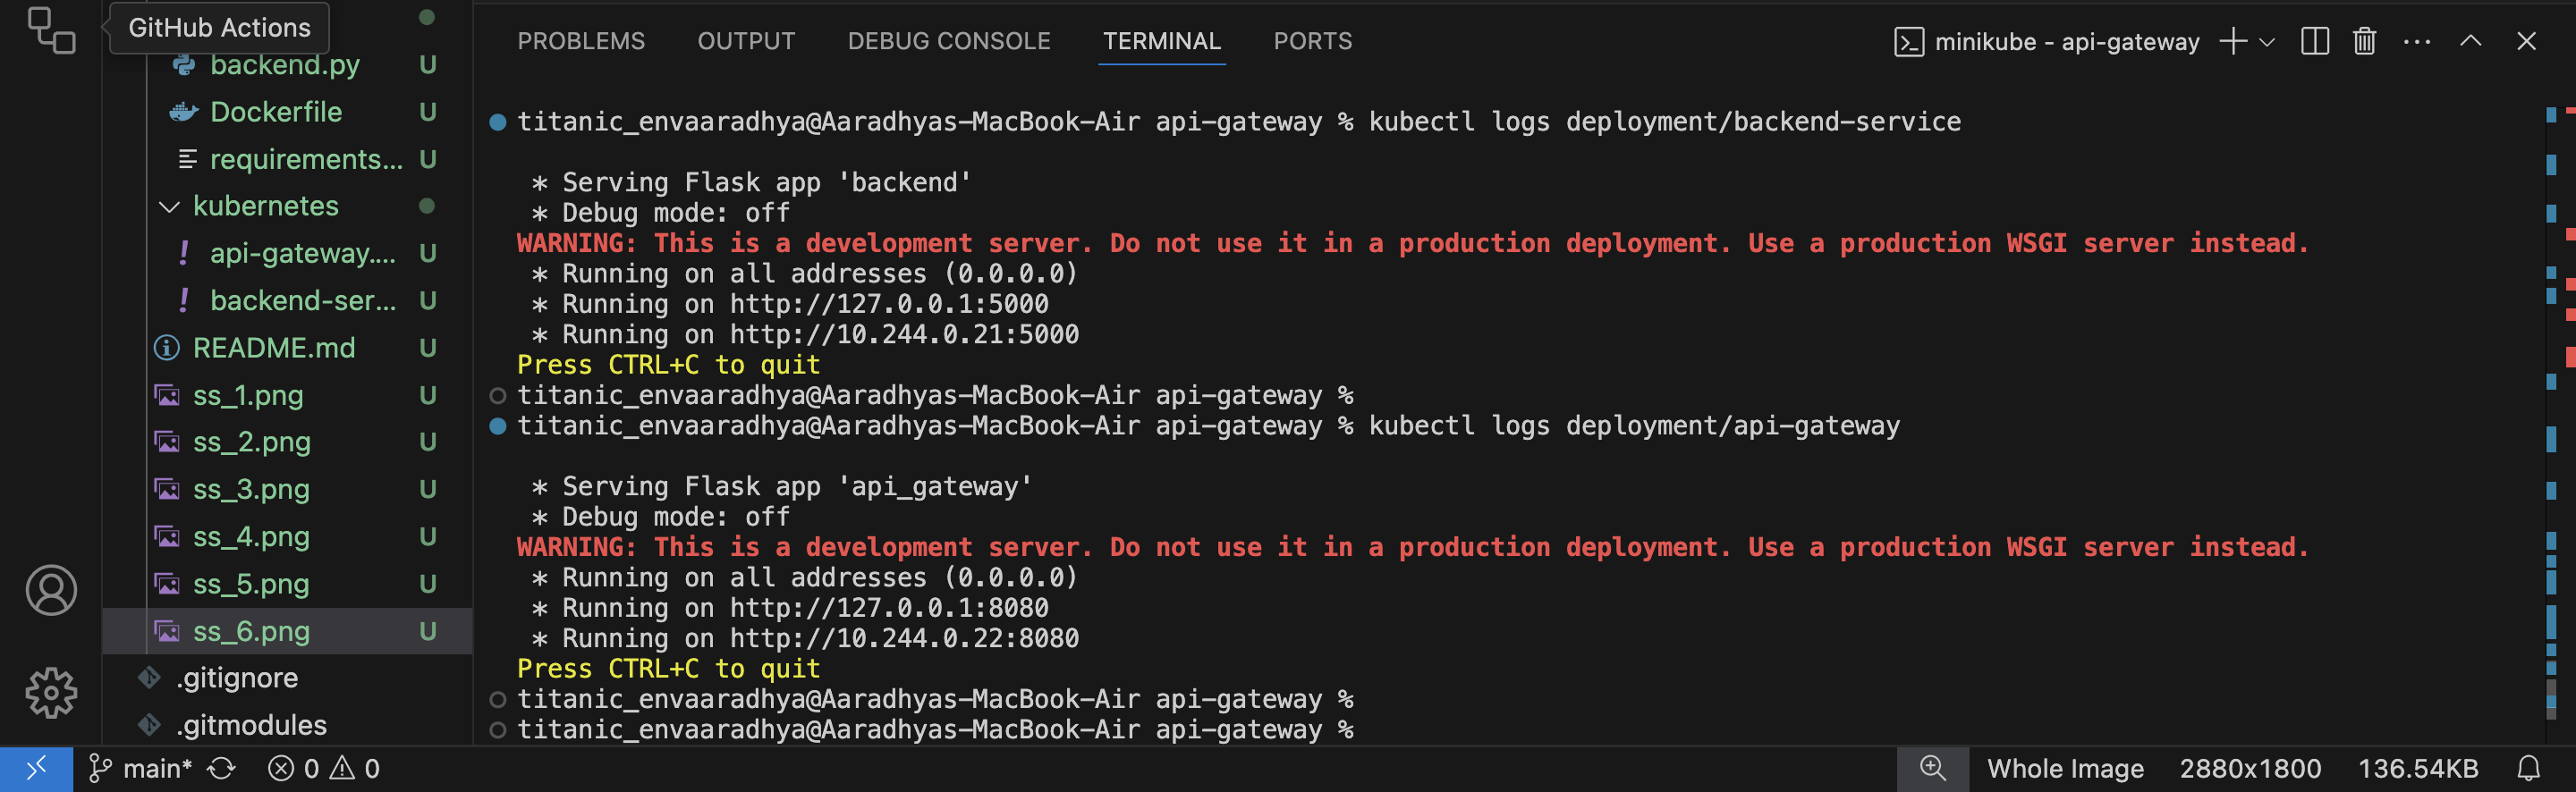 GitHub Actions
backend.py U
Dockerfile U
requirements... U
kubernetes
! api-gateway.... U
! backend-ser... U
README.md U
ss_1.png U
ss_2.png U
ss_3.png U
ss_4.png U
ss_5.png U
ss_6.png U
.gitignore
.gitmodules
PROBLEMS OUTPUT DEBUG CONSOLE TERMINAL PORTS minikube - api-gateway
titanic_envaaradhya@Aaradhyas-MacBook-Air api-gateway % kubectl logs deployment/backend-service
* Serving Flask app 'backend'
* Debug mode: off
WARNING: This is a development server. Do not use it in a production deployment. Use a production WSGI server instead.
* Running on all addresses (0.0.0.0)
* Running on http://127.0.0.1:5000
* Running on http://10.244.0.21:5000
Press CTRL+C to quit
titanic_envaaradhya@Aaradhyas-MacBook-Air api-gateway %
titanic_envaaradhya@Aaradhyas-MacBook-Air api-gateway % kubectl logs deployment/api-gateway
* Serving Flask app 'api_gateway'
* Debug mode: off
WARNING: This is a development server. Do not use it in a production deployment. Use a production WSGI server instead.
* Running on all addresses (0.0.0.0)
* Running on http://127.0.0.1:8080
* Running on http://10.244.0.22:8080
Press CTRL+C to quit
titanic_envaaradhya@Aaradhyas-MacBook-Air api-gateway %
titanic_envaaradhya@Aaradhyas-MacBook-Air api-gateway %
main* 0 0 Whole Image 2880x1800 136.54KB